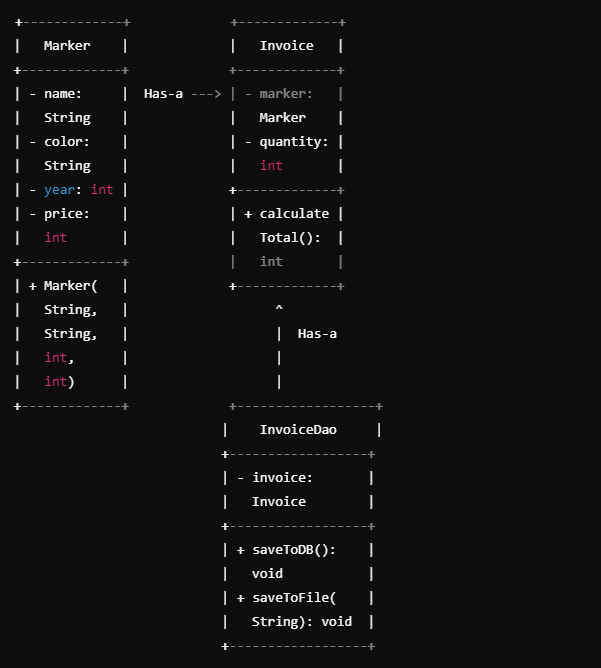 +-------------+             +-------------+
|   Marker    |             |   Invoice   |
+-------------+             +-------------+
| - name:     |  Has-a ---> | - marker:   |
|   String    |             |   Marker    |
| - color:    |             | - quantity: |
|   String    |             |   int       |
| - year: int |             +-------------+
| - price:    |             | + calculate |
|   int       |             |   Total():  |
+-------------+             |   int       |
| + Marker(   |             +-------------+
|   String,   |                   ^
|   String,   |                   |  Has-a
|   int,      |                   |
|   int)      |                   |
+-------------+             +------------------+
                           |    InvoiceDao     |
                           +------------------+
                           | - invoice:       |
                           |   Invoice        |
                           +------------------+
                           | + saveToDB():    |
                           |   void           |
                           | + saveToFile(    |
                           |   String): void  |
                           +------------------+